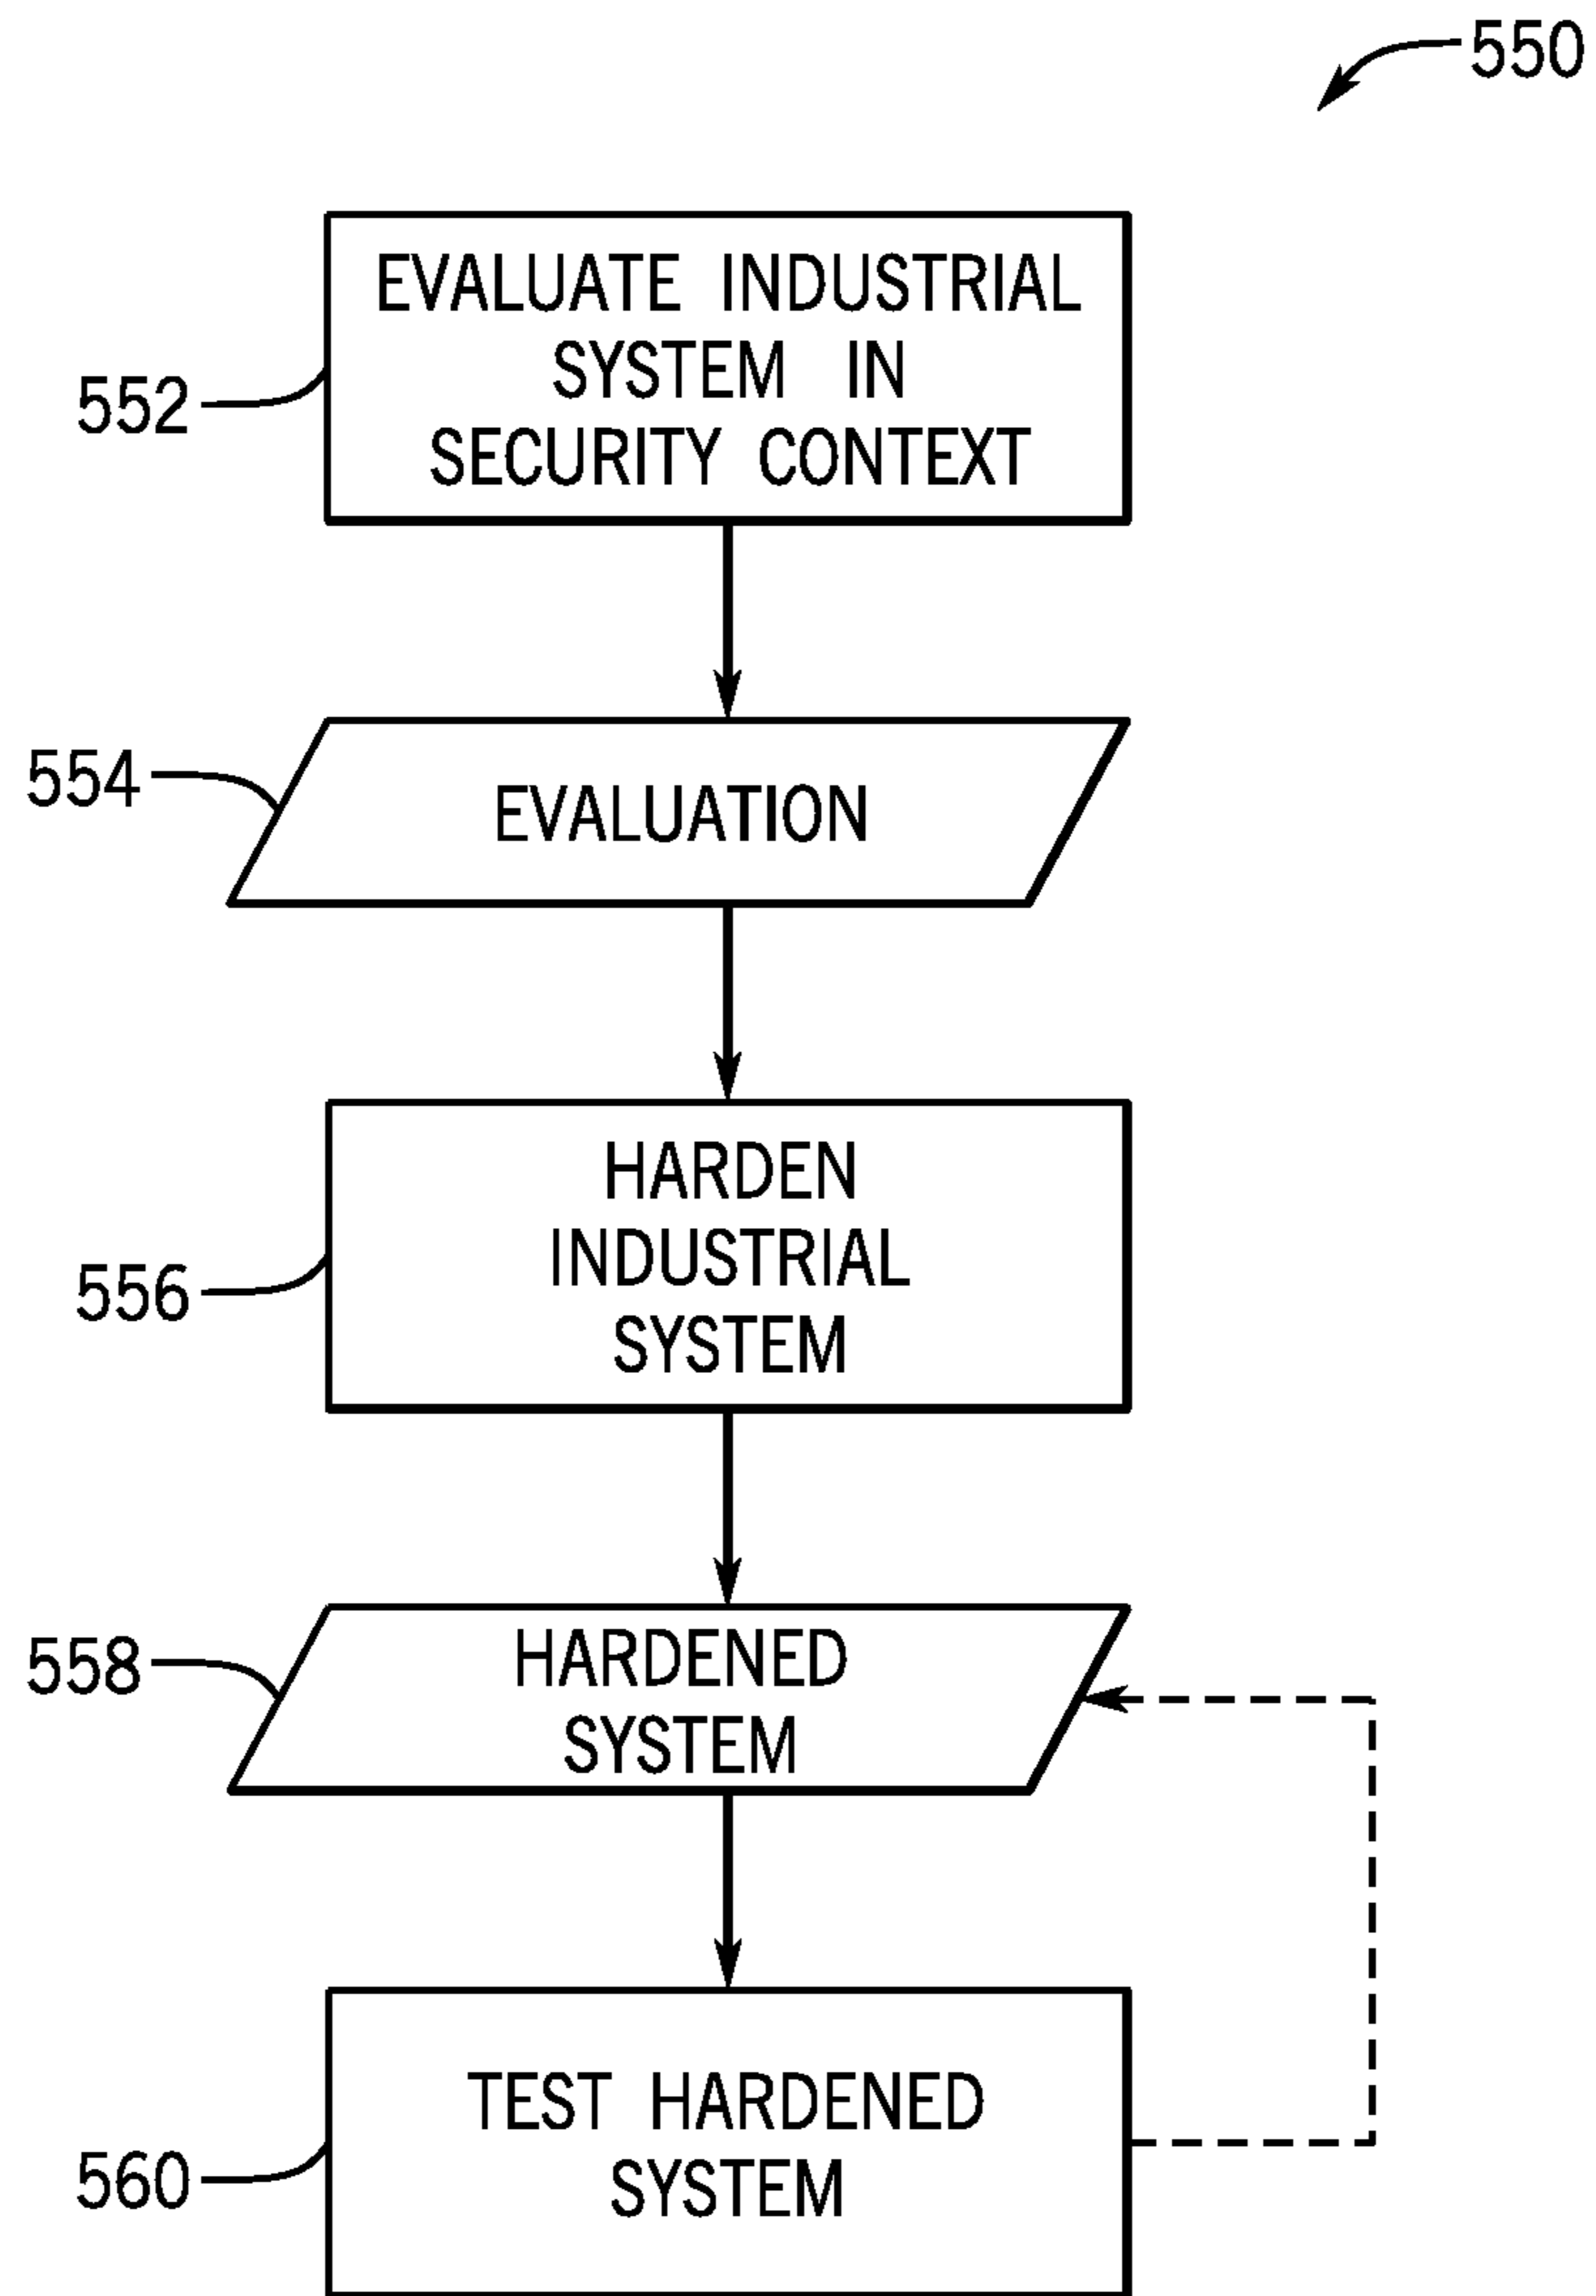 550
EVALUATE INDUSTRIAL
SYSTEM IN
SECURITY CONTEXT
552
554
EVALUATION
HARDEN
INDUSTRIAL
SYSTEM
556
558
HARDENED
SYSTEM
TEST HARDENED
SYSTEM
560